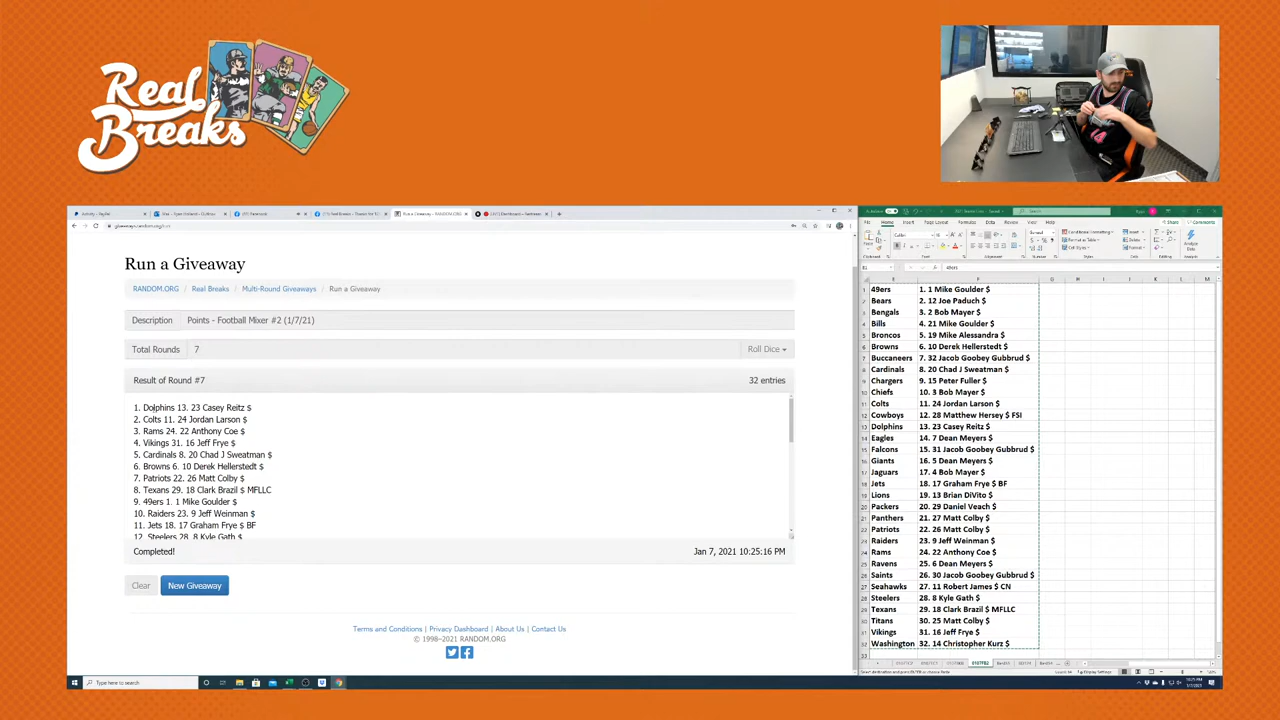 Real
Breaks
Run a Giveaway
RANDOM.ORG / Real Breaks / Multi-Round Giveaways / Run a Giveaway
Description Points - Football Mixer #2 (1/7/21)
Total Rounds 7 Roll Dice
Result of Round #7 32 entries
1. Dolphins 13. 23 Casey Reitz $
2. Colts 11. 24 Jordan Larson $
3. Rams 24. 22 Anthony Coe $
4. Vikings 31. 16 Jeff Frye $
5. Cardinals 8. 20 Chad J Sweatman $
6. Browns 6. 10 Derek Hellerstedt $
7. Patriots 22. 26 Matt Colby $
8. Texans 29. 18 Clark Brazil $ MFLLC
9. 49ers 1. 1 Mike Goulder $
10. Raiders 23. 9 Jeff Weinman $
11. Jets 18. 17 Graham Frye $ BF
12. Steelers 28. 8 Kyle Gath $
Completed! Jan 7, 2021 10:25:16 PM
Clear New Giveaway
Terms and Conditions | Privacy Dashboard | About Us | Contact Us
© 1998–2021 RANDOM.ORG
Type here to search
49ers 1. 1 Mike Goulder $
Bears 2. 12 Joe Paduch $
Bengals 3. 2 Bob Mayer $
Bills 4. 21 Mike Goulder $
Broncos 5. 19 Mike Alessandra $
Browns 6. 10 Derek Hellerstedt $
Buccaneers 7. 32 Jacob Goobey Gubbrud $
Cardinals 8. 20 Chad J Sweatman $
Chargers 9. 15 Peter Fuller $
Chiefs 10. 3 Bob Mayer $
Colts 11. 24 Jordan Larson $
Cowboys 12. 28 Matthew Hersey $ FSI
Dolphins 13. 23 Casey Reitz $
Eagles 14. 7 Dean Meyers $
Falcons 15. 31 Jacob Goobey Gubbrud $
Giants 16. 5 Dean Meyers $
Jaguars 17. 4 Bob Mayer $
Jets 18. 17 Graham Frye $ BF
Lions 19. 13 Brian DiVito $
Packers 20. 29 Daniel Veach $
Panthers 21. 27 Matt Colby $
Patriots 22. 26 Matt Colby $
Raiders 23. 9 Jeff Weinman $
Rams 24. 22 Anthony Coe $
Ravens 25. 6 Dean Meyers $
Saints 26. 30 Jacob Goobey Gubbrud $
Seahawks 27. 11 Robert James $ CN
Steelers 28. 8 Kyle Gath $
Texans 29. 18 Clark Brazil $ MFLLC
Titans 30. 25 Matt Colby $
Vikings 31. 16 Jeff Frye $
Washington 32. 14 Christopher Kurz $